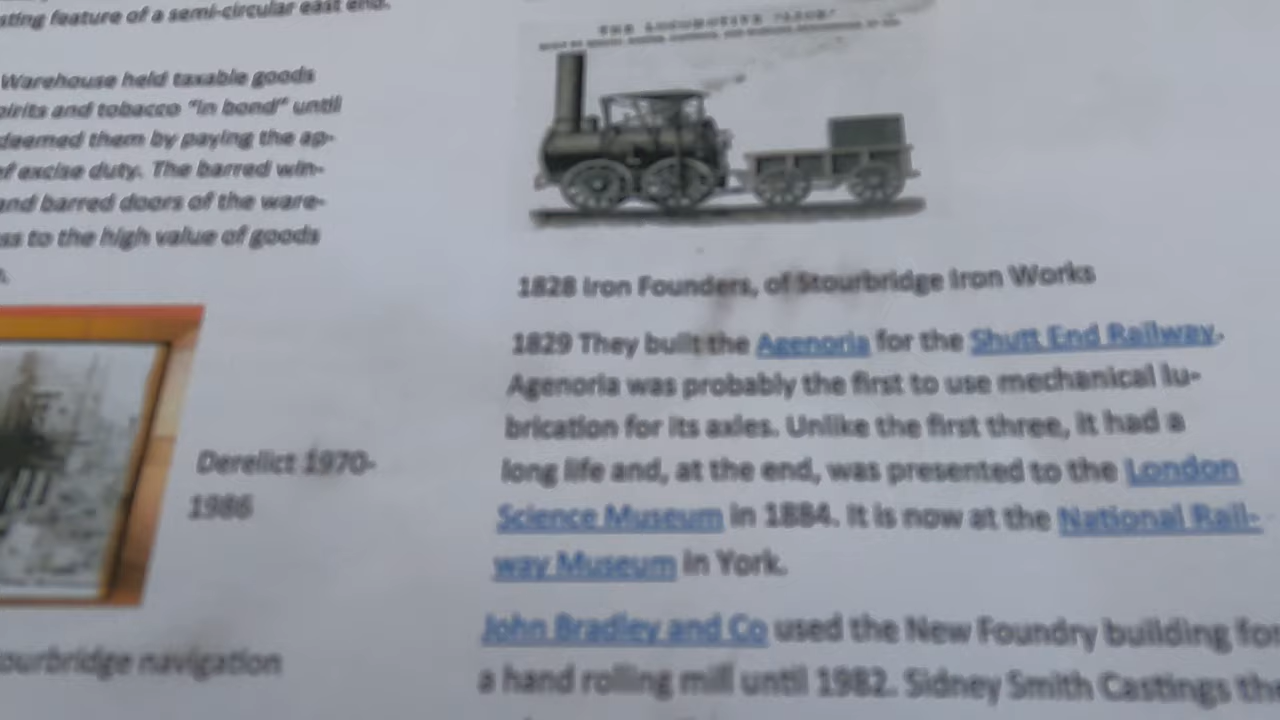 sting feature of a semi-circular east end.
Warehouse held taxable goods
pirits and tobacco "in bond" until
deemed them by paying the ap-
of excise duty. The barred win-
and barred doors of the ware-
ss to the high value of goods
Derelict 1970-
1986
ourbridge navigation
THE LOCOMOTIVE "LION"
1828 Iron Founders, of Stourbridge Iron Works
1829 They built the Agenoria for the Shutt End Railway.
Agenoria was probably the first to use mechanical lu-
brication for its axles. Unlike the first three, it had a
long life and, at the end, was presented to the London
Science Museum in 1884. It is now at the National Rail-
way Museum in York.
John Bradley and Co used the New Foundry building for
a hand rolling mill until 1982. Sidney Smith Castings the